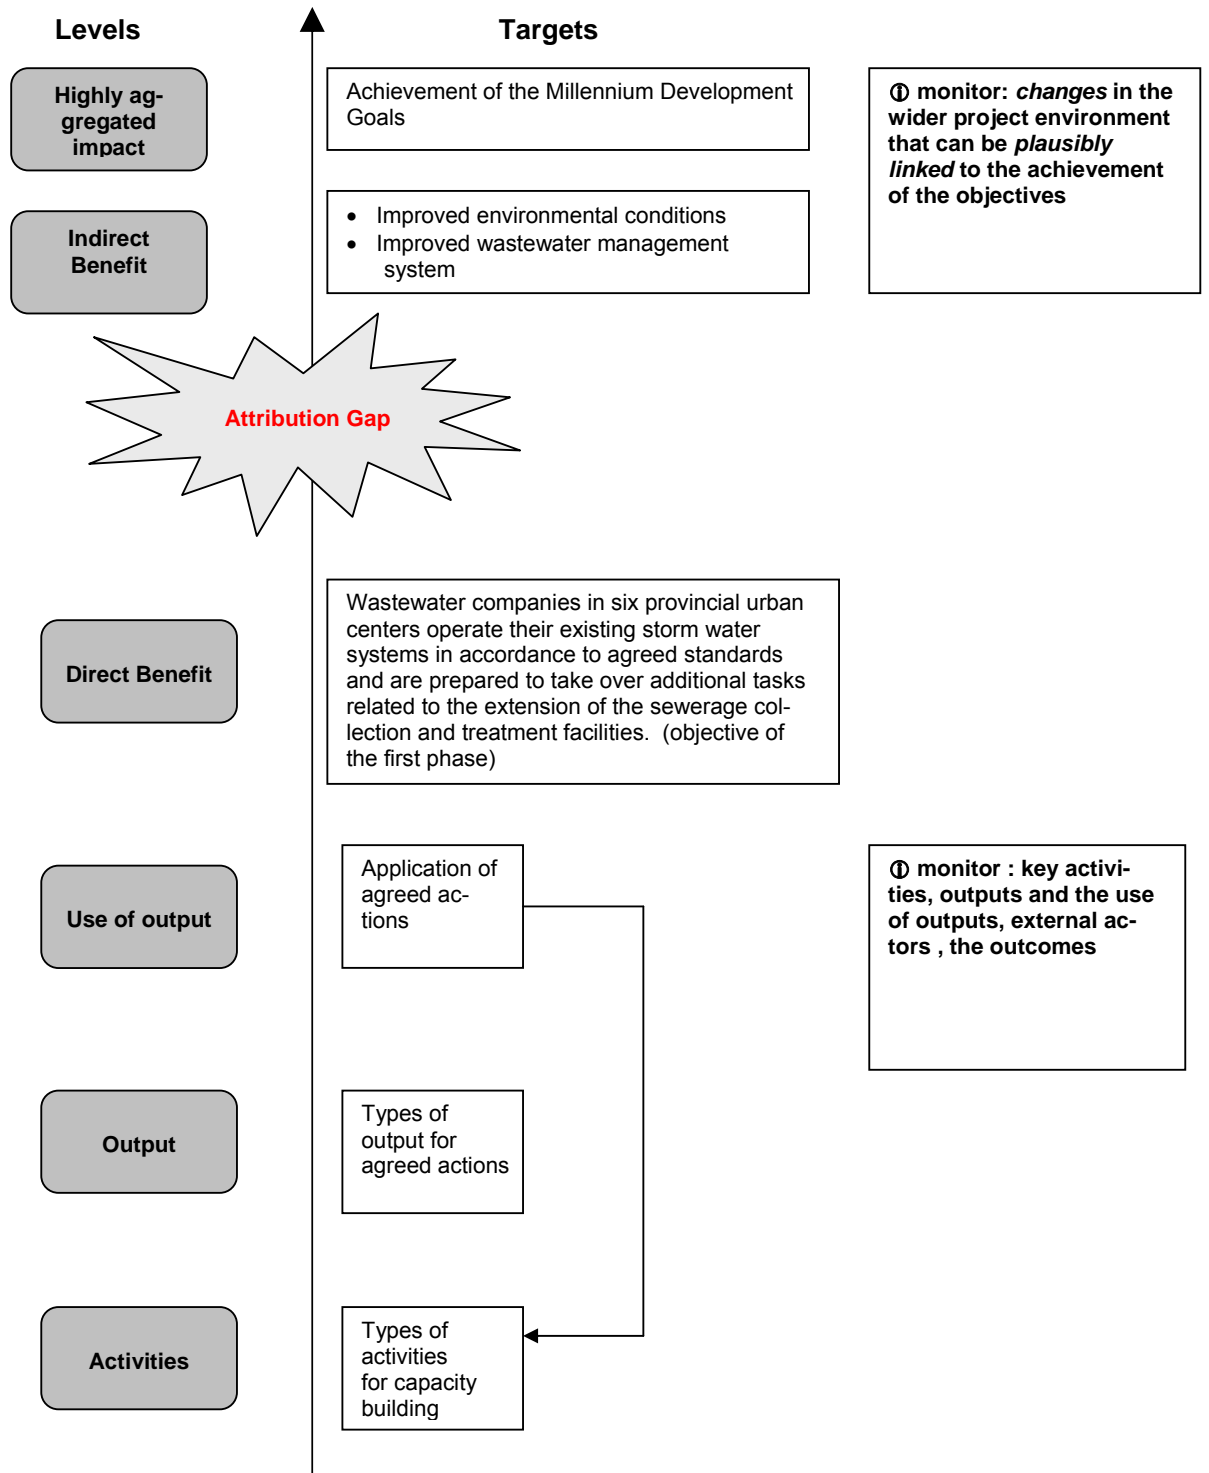 Levels
Targets
Highly ag-
gregated
impact
Achievement of the Millennium Development
Goals
🛈 monitor: changes in the
wider project environment
that can be plausibly
linked to the achievement
of the objectives
Indirect
Benefit
• Improved environmental conditions
• Improved wastewater management
system
Attribution Gap
Direct Benefit
Wastewater companies in six provincial urban
centers operate their existing storm water
systems in accordance to agreed standards
and are prepared to take over additional tasks
related to the extension of the sewerage col-
lection and treatment facilities. (objective of
the first phase)
Use of output
Application of
agreed ac-
tions
🛈 monitor : key activi-
ties, outputs and the use
of outputs, external ac-
tors , the outcomes
Output
Types of
output for
agreed actions
Activities
Types of
activities
for capacity
building